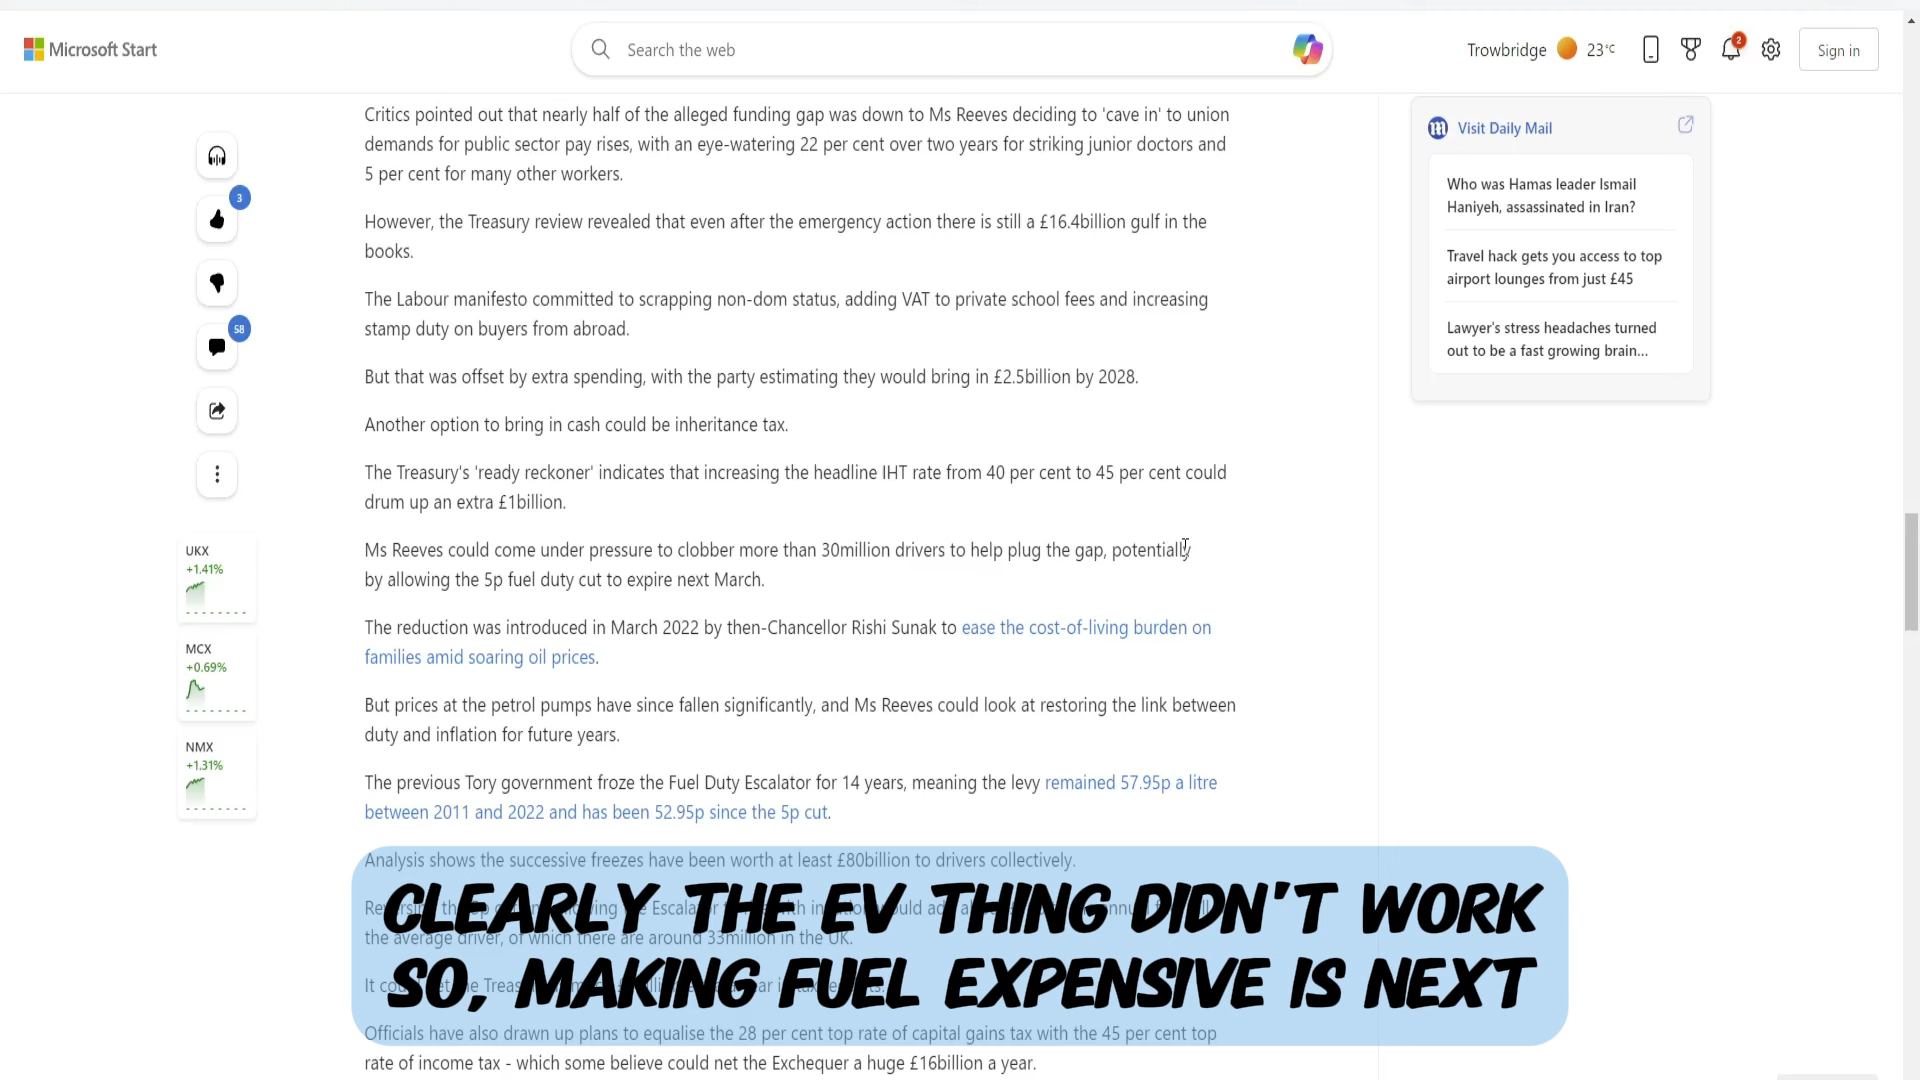 Microsoft Start
Search the web
Trowbridge 23°C
2
Sign in
Critics pointed out that nearly half of the alleged funding gap was down to Ms Reeves deciding to 'cave in' to union
demands for public sector pay rises, with an eye-watering 22 per cent over two years for striking junior doctors and
5 per cent for many other workers.
However, the Treasury review revealed that even after the emergency action there is still a £16.4billion gulf in the
books.
The Labour manifesto committed to scrapping non-dom status, adding VAT to private school fees and increasing
stamp duty on buyers from abroad.
But that was offset by extra spending, with the party estimating they would bring in £2.5billion by 2028.
Another option to bring in cash could be inheritance tax.
The Treasury's 'ready reckoner' indicates that increasing the headline IHT rate from 40 per cent to 45 per cent could
drum up an extra £1billion.
Ms Reeves could come under pressure to clobber more than 30million drivers to help plug the gap, potentially
by allowing the 5p fuel duty cut to expire next March.
The reduction was introduced in March 2022 by then-Chancellor Rishi Sunak to ease the cost-of-living burden on
families amid soaring oil prices.
But prices at the petrol pumps have since fallen significantly, and Ms Reeves could look at restoring the link between
duty and inflation for future years.
The previous Tory government froze the Fuel Duty Escalator for 14 years, meaning the levy remained 57.95p a litre
between 2011 and 2022 and has been 52.95p since the 5p cut.
Analysis shows the successive freezes have been worth at least £80billion to drivers collectively.
the average driver, of which there are around 33million in the UK.
Officials have also drawn up plans to equalise the 28 per cent top rate of capital gains tax with the 45 per cent top
rate of income tax - which some believe could net the Exchequer a huge £16billion a year.
CLEARLY THE EV THING DIDN'T WORK
SO, MAKING FUEL EXPENSIVE IS NEXT
3
58
UKX
+1.41%
MCX
+0.69%
NMX
+1.31%
Visit Daily Mail
Who was Hamas leader Ismail
Haniyeh, assassinated in Iran?
Travel hack gets you access to top
airport lounges from just £45
Lawyer's stress headaches turned
out to be a fast growing brain...